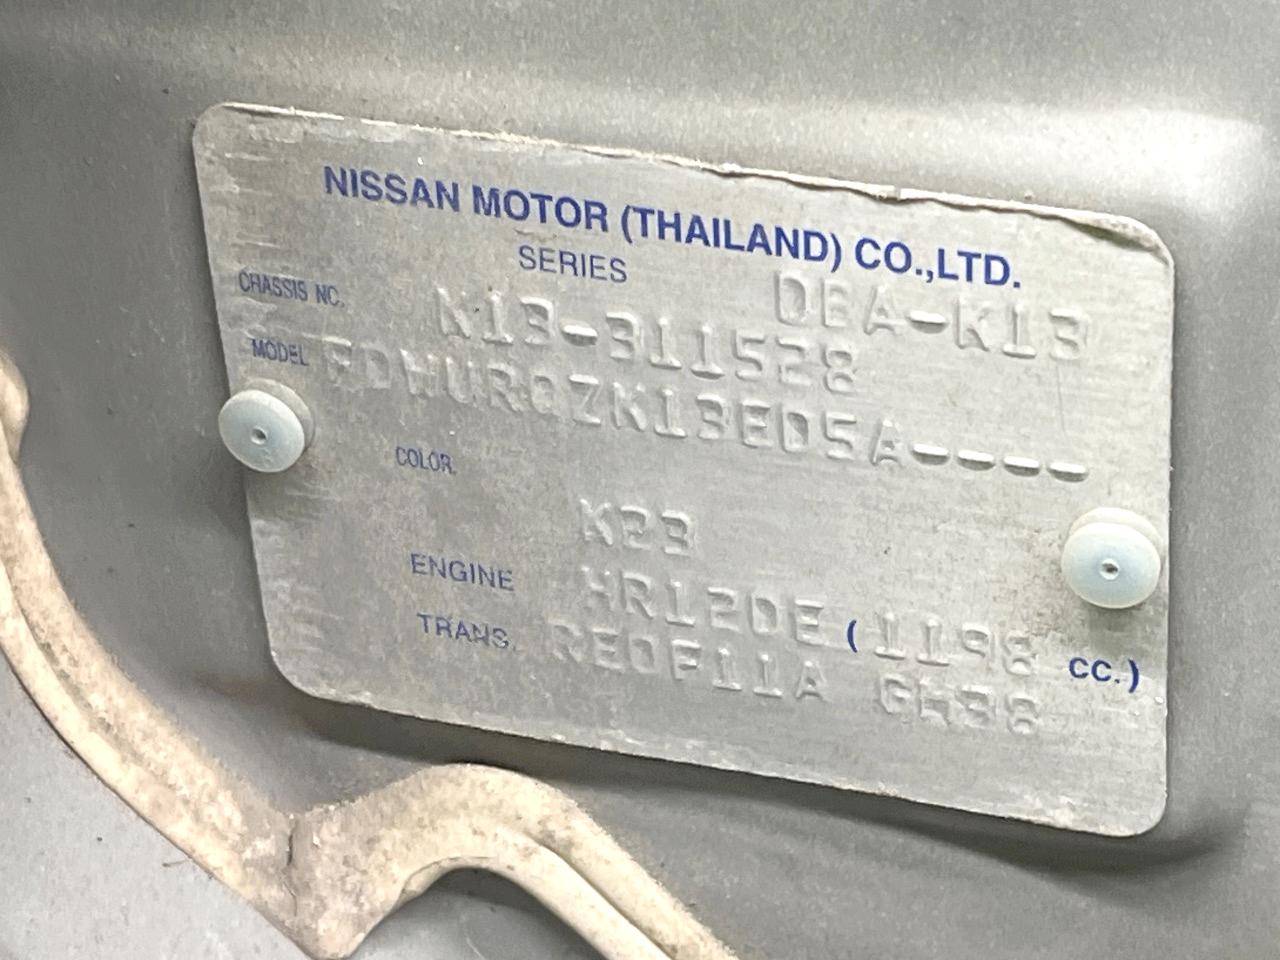 NISSAN MOTOR (THAILAND) CO.,LTD.
SERIES DBA-K13
CHASSIS NO. K13-311528
MODEL FDWURQZK13ED5A----
COLOR. K23
ENGINE HR12DE (1198 CC.)
TRANS. RE0F11A GH38